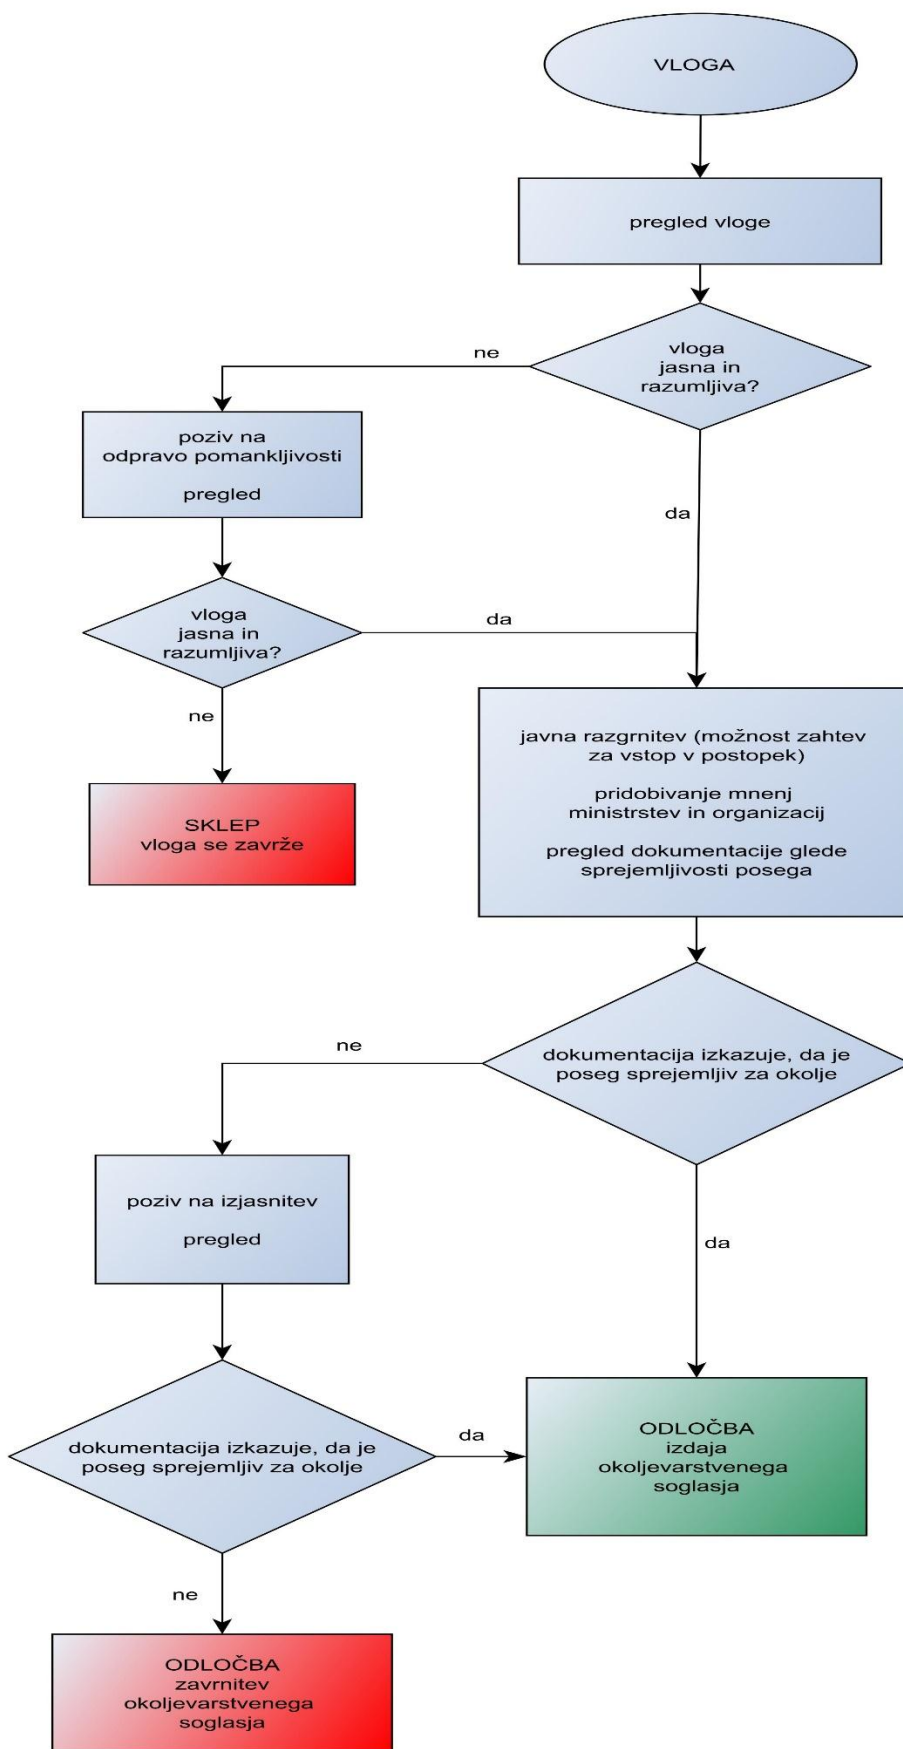 VLOGA
pregled vloge
vloga
jasna in
razumljiva?
ne
poziv na
odpravo pomankljivosti
pregled
da
vloga
jasna in
razumljiva?
da
ne
SKLEP
vloga se zavrže
javna razgrnitev (možnost zahtev
za vstop v postopek)
pridobivanje mnenj
ministrstev in organizacij
pregled dokumentacije glede
sprejemljivosti posega
dokumentacija izkazuje, da je
poseg sprejemljiv za okolje
ne
poziv na izjasnitev
pregled
da
dokumentacija izkazuje, da je
poseg sprejemljiv za okolje
da
ODLOČBA
izdaja
okoljevarstvenega
soglasja
ne
ODLOČBA
zavrnitev
okoljevarstvenega
soglasja